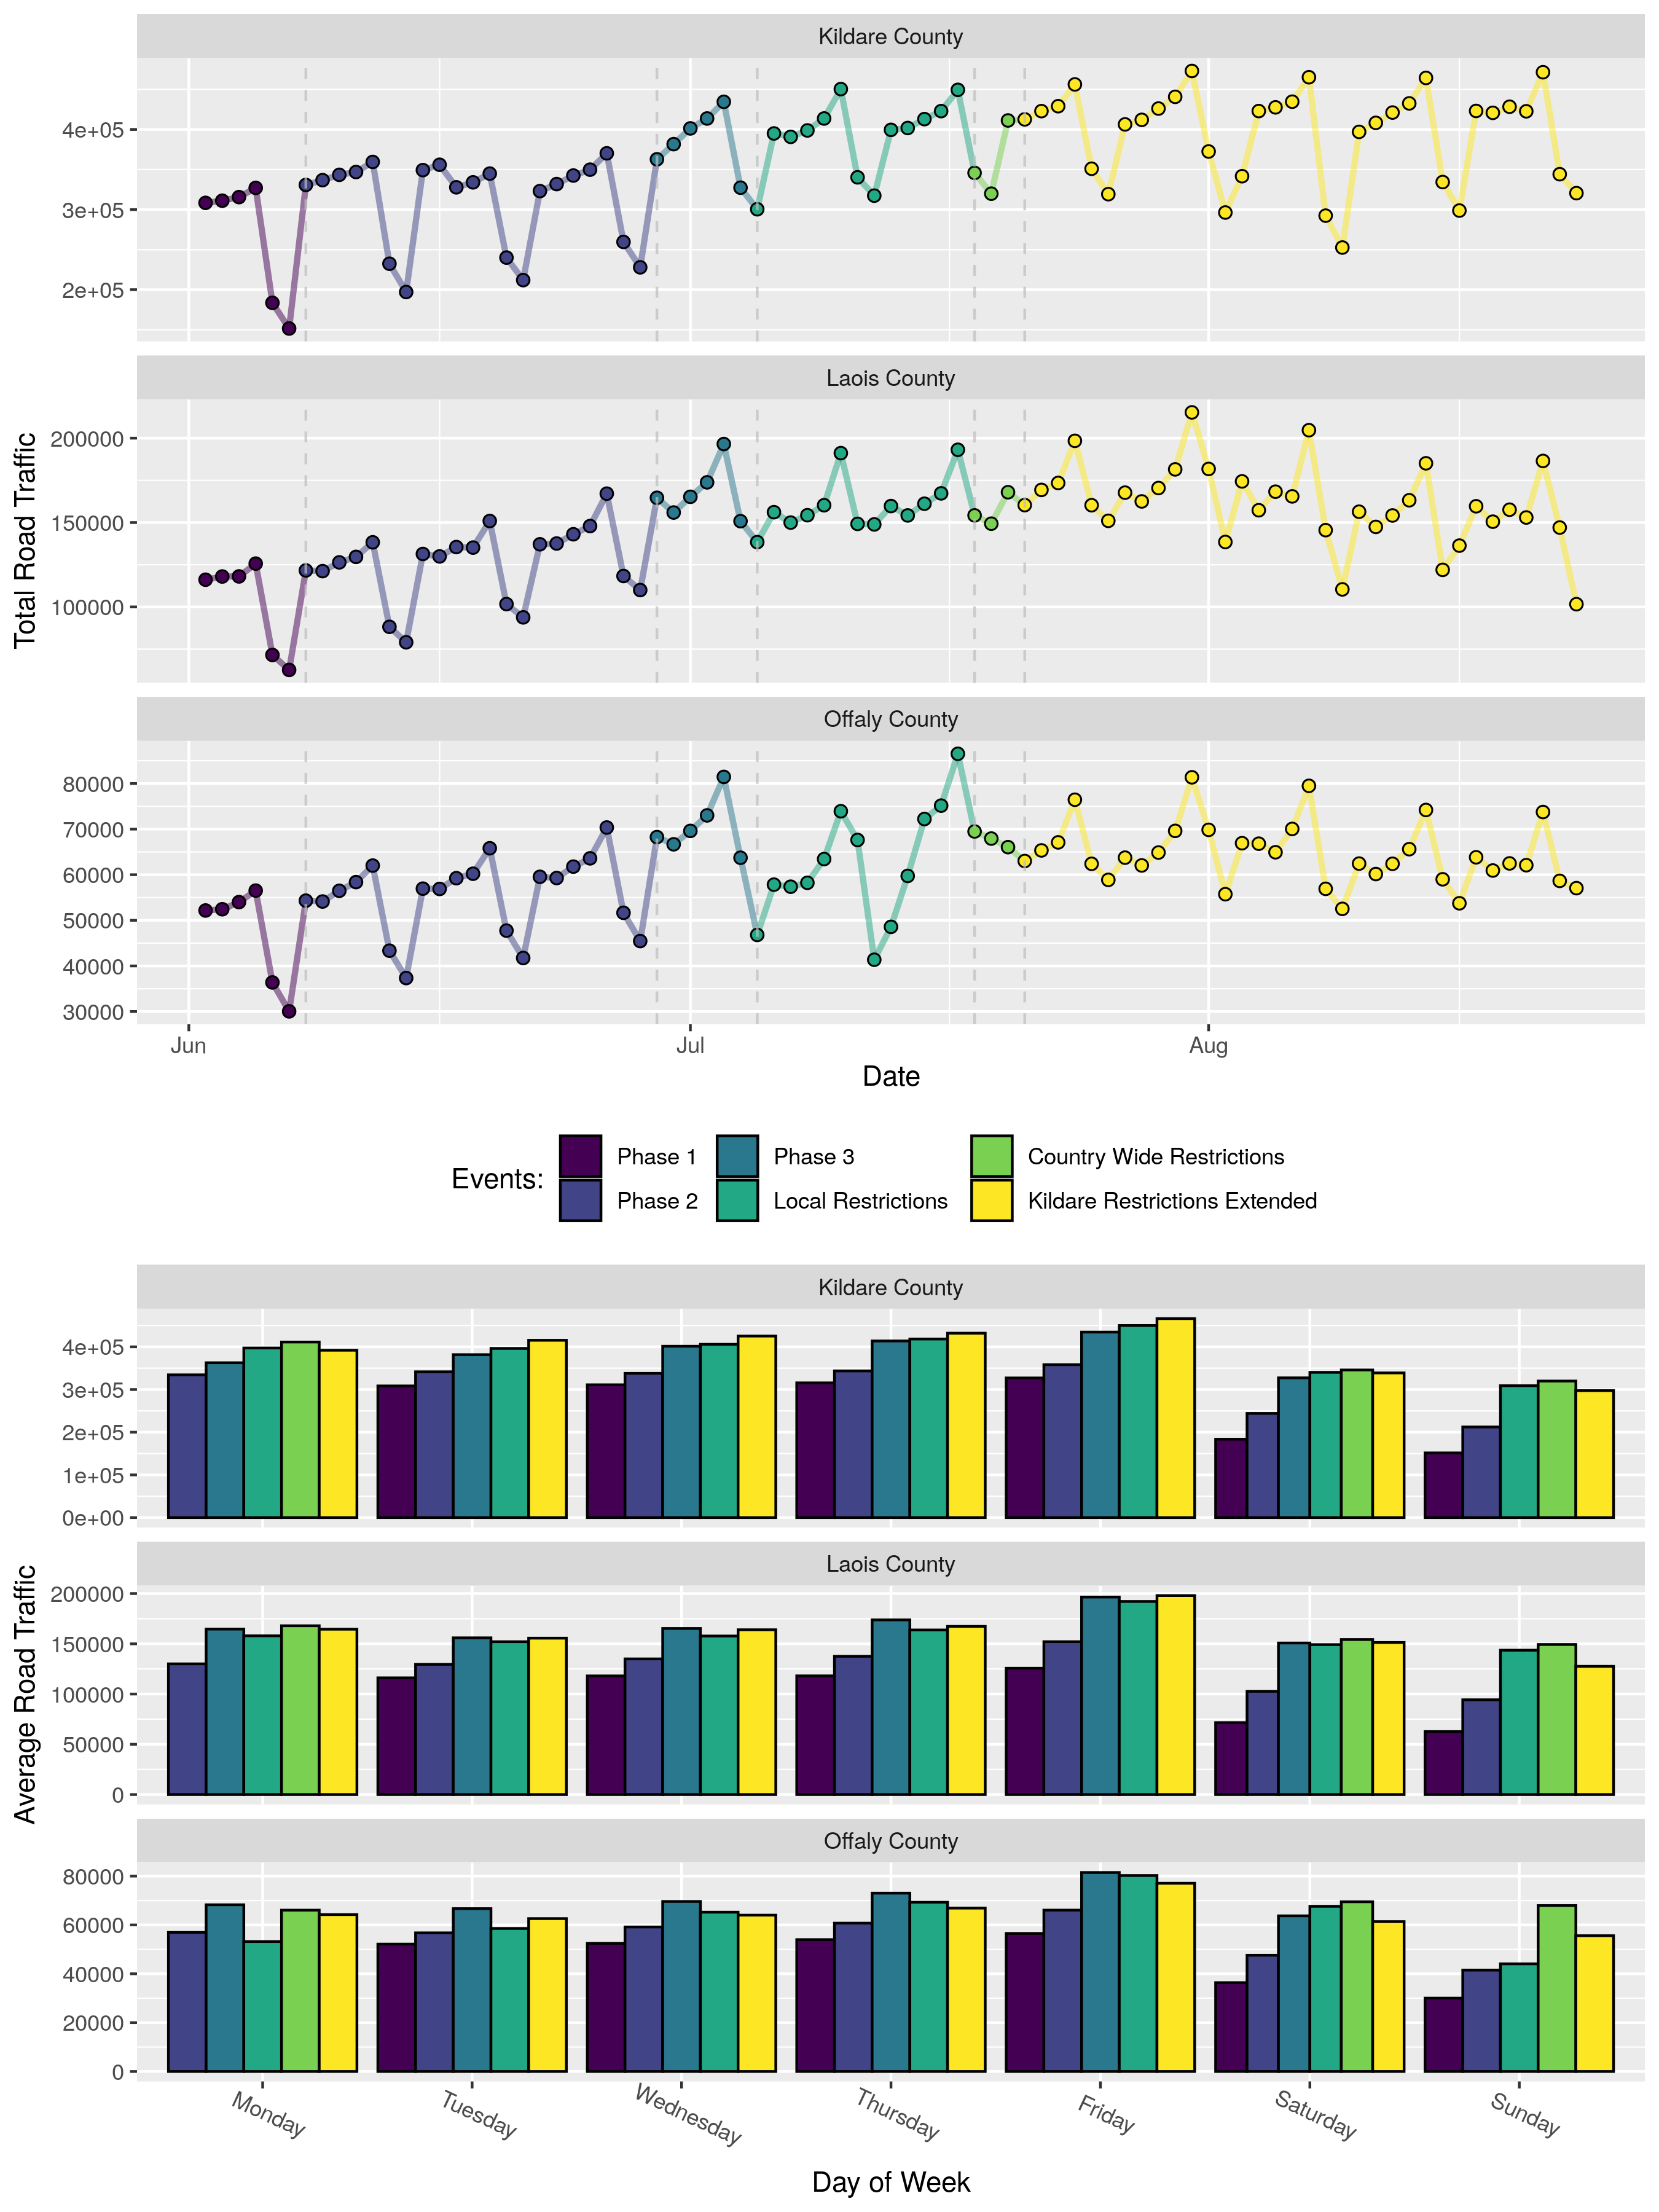 Kildare County
4e+05
3e+05
2e+05
Laois County
200000
150000
100000
Offaly County
80000
70000
60000
50000
40000
30000
Total Road Traffic
Jun Jul Aug
Date
Events:
Phase 1 Phase 3 Country Wide Restrictions
Phase 2 Local Restrictions Kildare Restrictions Extended
Kildare County
4e+05
3e+05
2e+05
1e+05
0e+00
Laois County
200000
150000
100000
50000
0
Offaly County
80000
60000
40000
20000
0
Average Road Traffic
Monday Tuesday Wednesday Thursday Friday Saturday Sunday
Day of Week